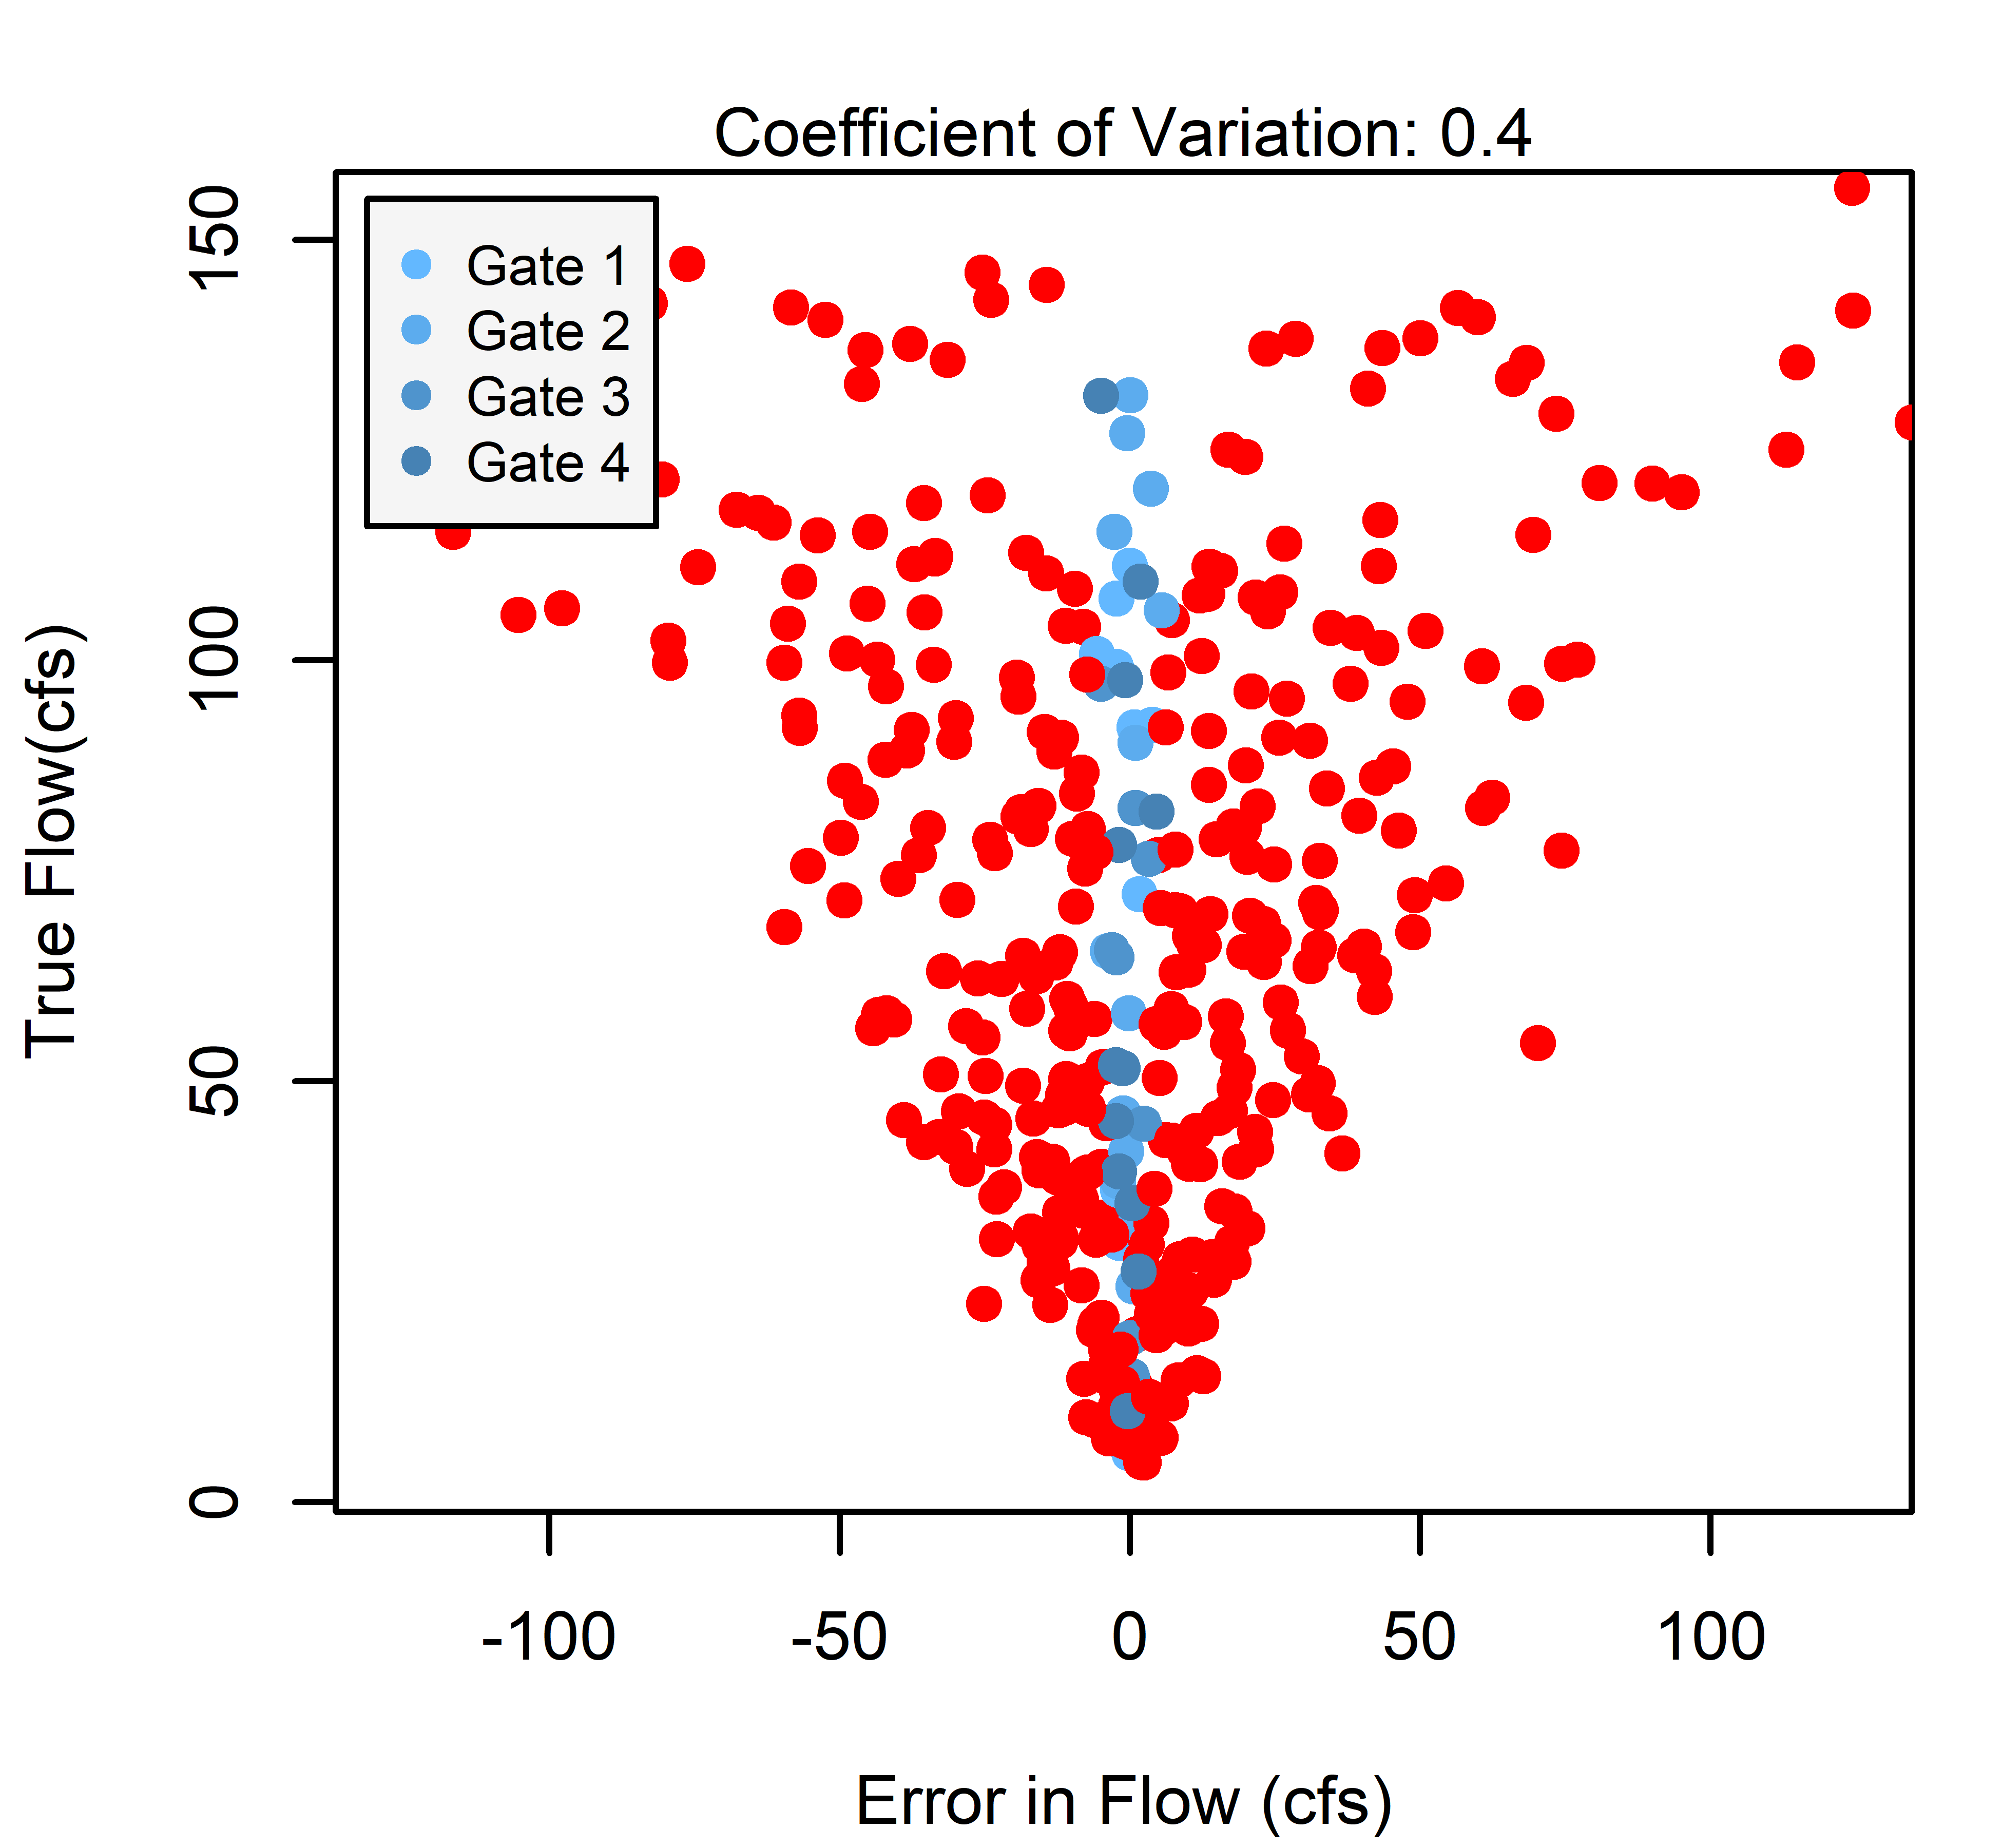 Coefficient of Variation: 0.4
Gate 1
Gate 2
Gate 3
Gate 4
True Flow(cfs)
150
100
50
0
-100 -50 0 50 100
Error in Flow (cfs)